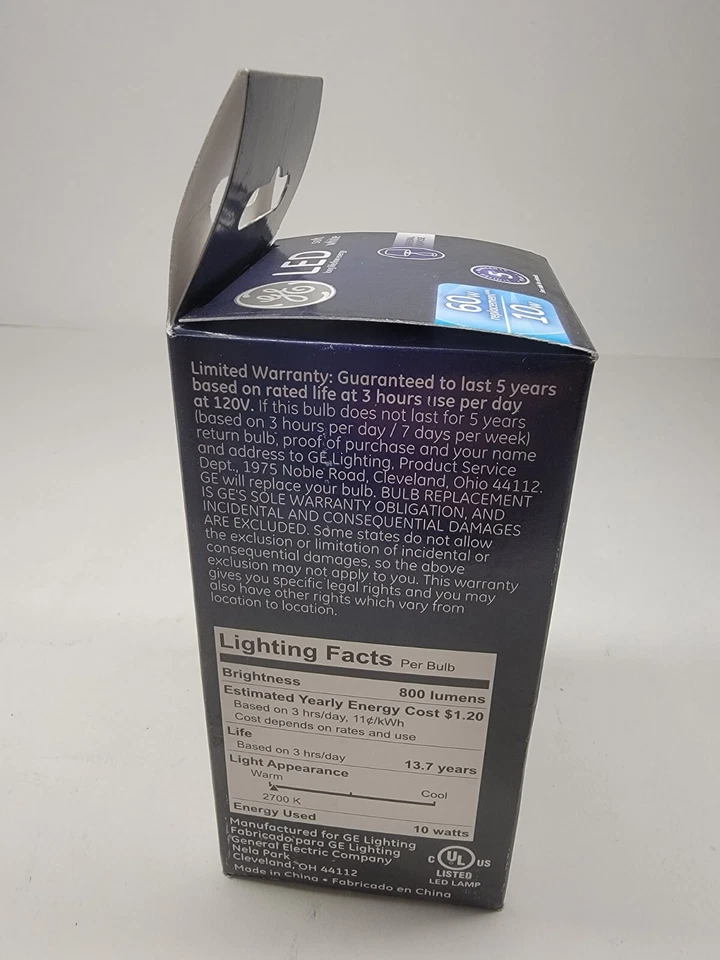 GE
LED
soft
white
60w
replacement
10w
5
Limited Warranty: Guaranteed to last 5 years
based on rated life at 3 hours use per day
at 120V. If this bulb does not last for 5 years
(based on 3 hours per day / 7 days per week)
return bulb, proof of purchase and your name
and address to GE Lighting, Product Service
Dept., 1975 Noble Road, Cleveland, Ohio 44112.
GE will replace your bulb. BULB REPLACEMENT
IS GE'S SOLE WARRANTY OBLIGATION, AND
INCIDENTAL AND CONSEQUENTIAL DAMAGES
ARE EXCLUDED. Some states do not allow
the exclusion or limitation of incidental or
consequential damages, so the above
exclusion may not apply to you. This warranty
gives you specific legal rights and you may
also have other rights which vary from
location to location.
Lighting Facts Per Bulb
Brightness 800 lumens
Estimated Yearly Energy Cost $1.20
Based on 3 hrs/day, 11¢/kWh
Cost depends on rates and use
Life
Based on 3 hrs/day 13.7 years
Light Appearance
Warm Cool
2700 K
Energy Used 10 watts
Manufactured for GE Lighting
Fabricado para GE Lighting
General Electric Company
Nela Park
Cleveland, OH 44112
Made in China • Fabricado en China
C UL US
LISTED
LED LAMP